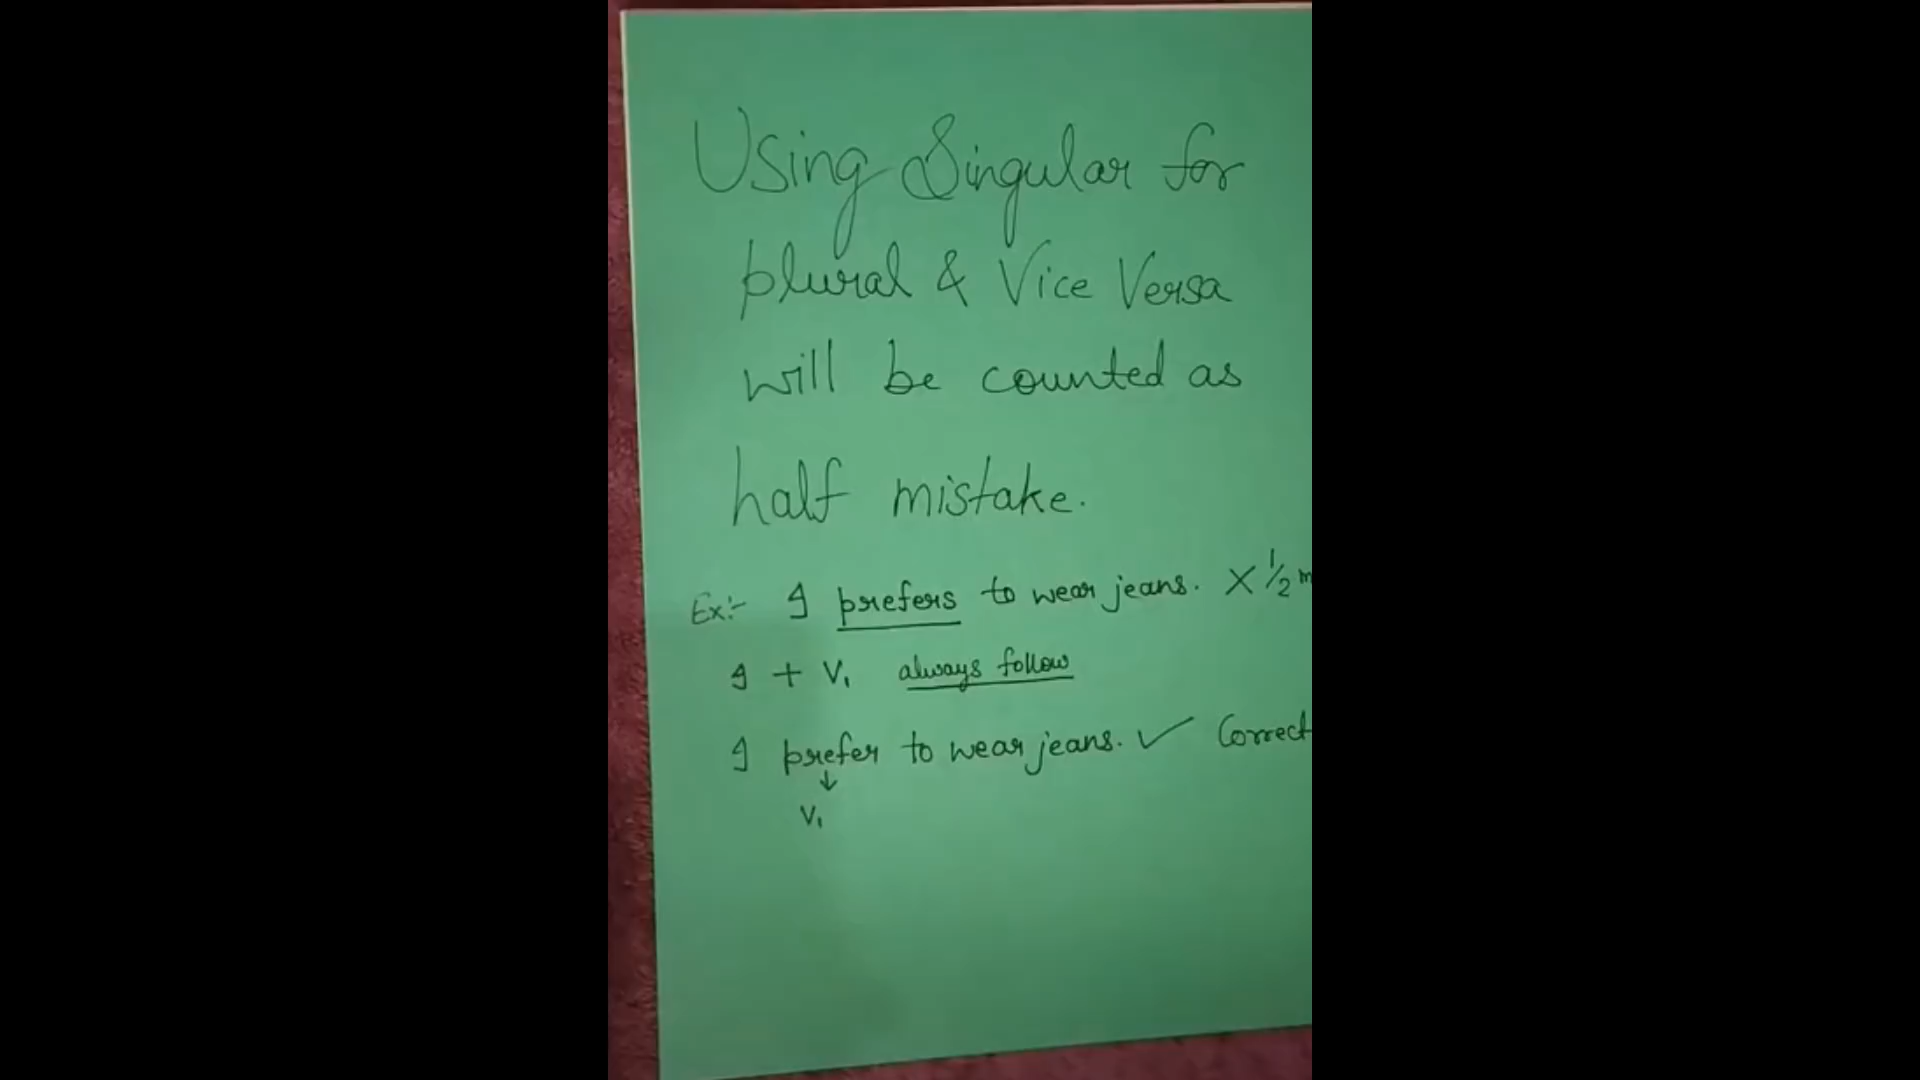 Using Singular for
plural & Vice Versa
will be counted as
half mistake.
Ex:- I prefers to wear jeans. X 1/2 m
I + V1 always follow
I prefer to wear jeans. ✓ Correct
↓
V1